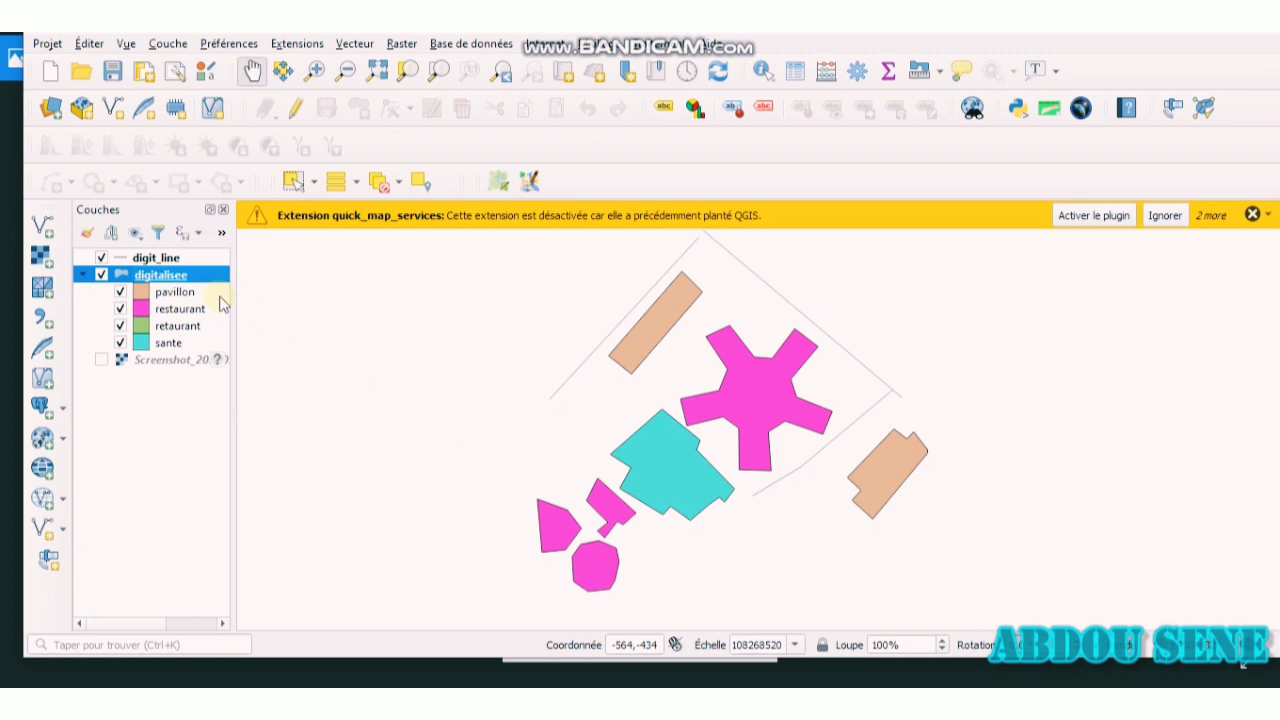 Projet Éditer Vue Couche Préférences Extensions Vecteur Raster Base de données
www.BANDICAM.com
Couches
Extension quick_map_services: Cette extension est désactivée car elle a précédemment planté QGIS.
Activer le plugin Ignorer 2 more
digit_line
digitalisee
pavillon
restaurant
retaurant
sante
Screenshot_20
Taper pour trouver (Ctrl+K)
Coordonnée -564,-434 Échelle 108268520 Loupe 100% Rotation
ABDOU SENE